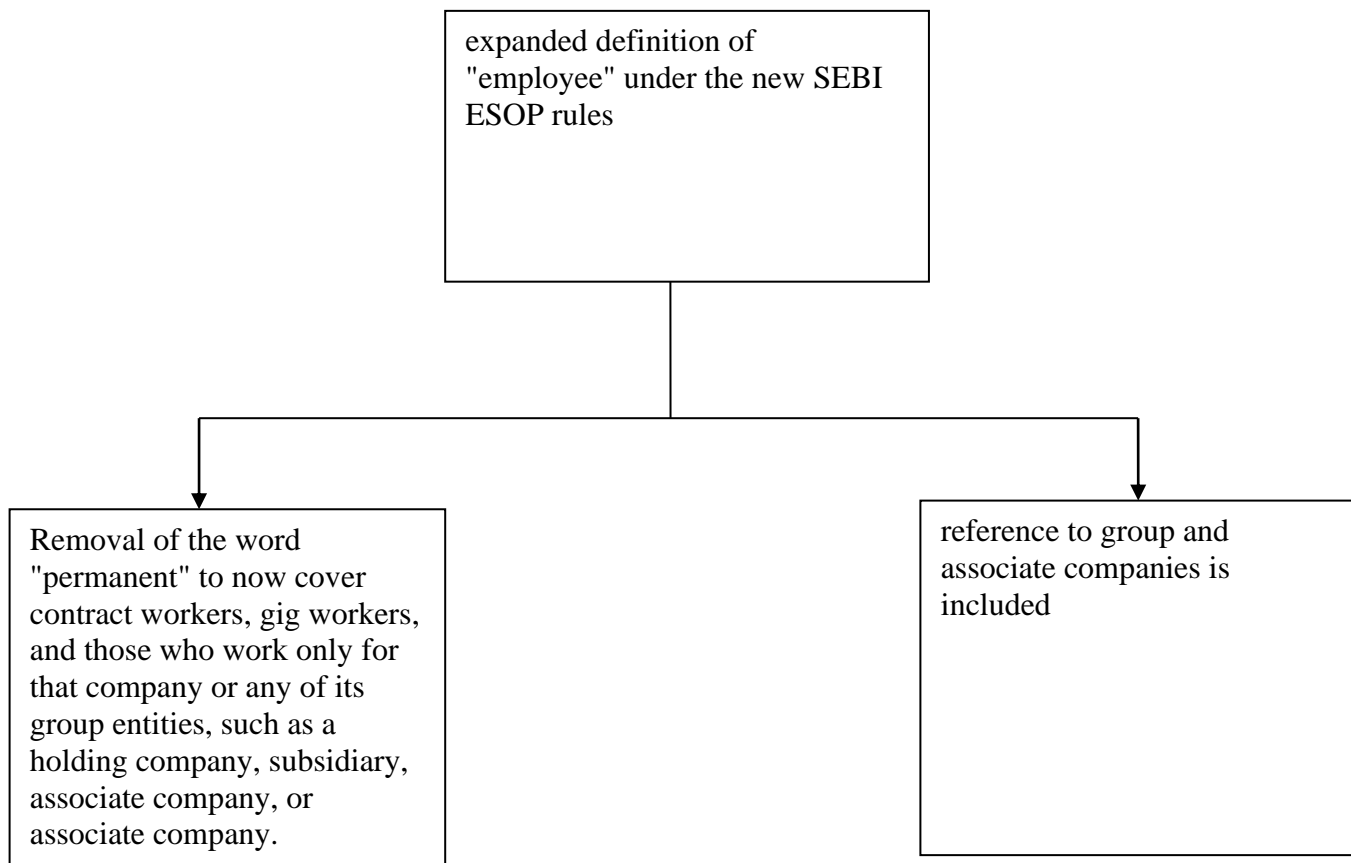 expanded definition of
"employee" under the new SEBI
ESOP rules
Removal of the word
"permanent" to now cover
contract workers, gig workers,
and those who work only for
that company or any of its
group entities, such as a
holding company, subsidiary,
associate company, or
associate company.
reference to group and
associate companies is
included